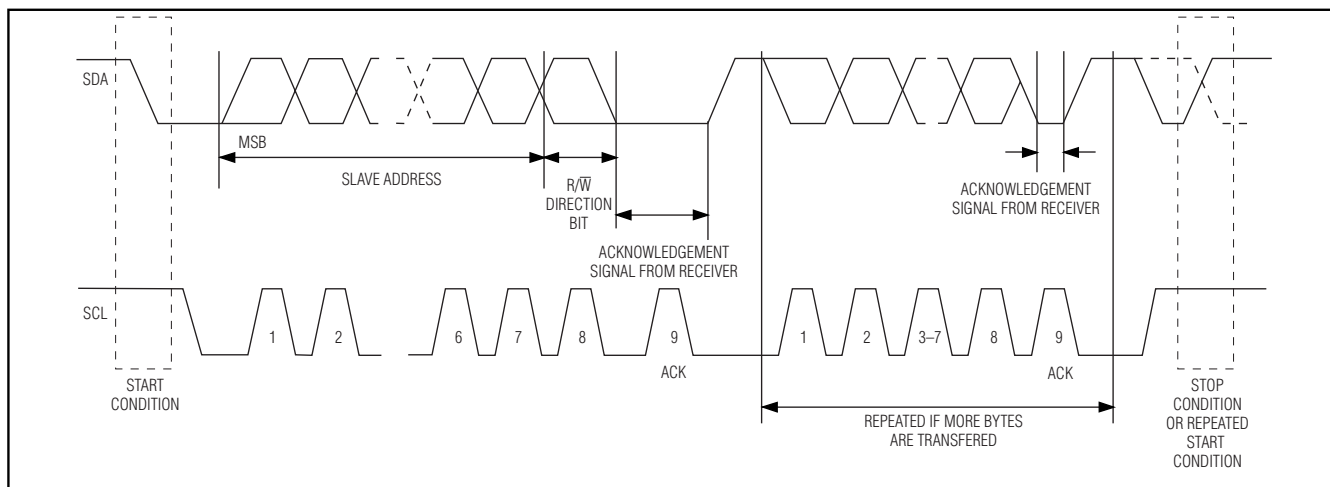 SDA
MSB
SLAVE ADDRESS
R/W̅
DIRECTION
BIT
ACKNOWLEDGEMENT
SIGNAL FROM RECEIVER
ACKNOWLEDGEMENT
SIGNAL FROM RECEIVER
SCL
1
2
6
7
8
9
1
2
3–7
8
9
ACK
ACK
START
CONDITION
REPEATED IF MORE BYTES
ARE TRANSFERED
STOP
CONDITION
OR REPEATED
START
CONDITION